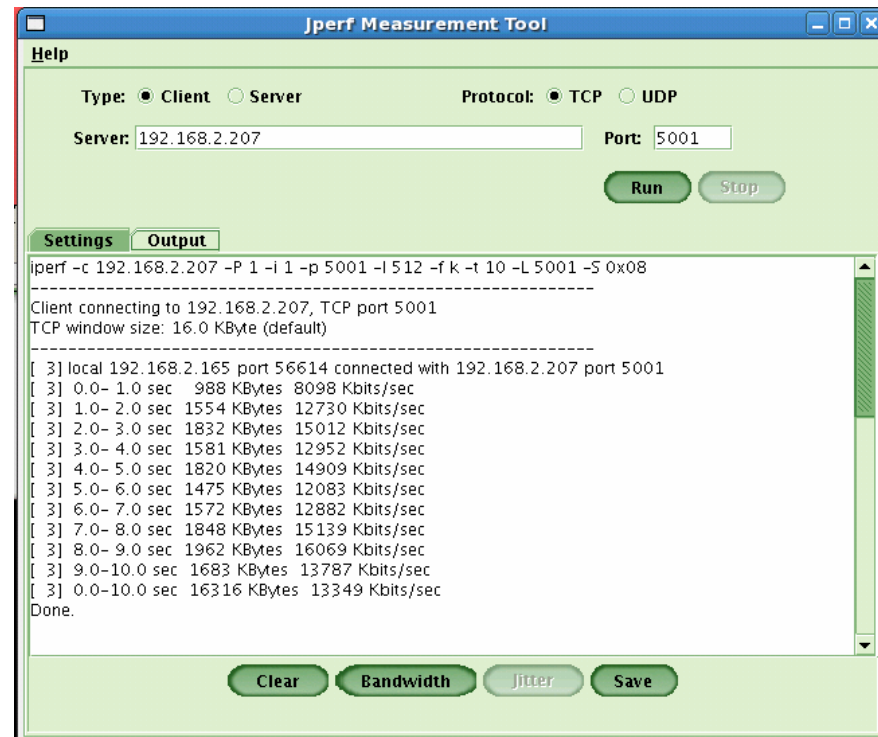 Jperf Measurement Tool
Help
Type: Client Server Protocol: TCP UDP
Server: 192.168.2.207 Port: 5001
Run Stop
Settings Output
iperf -c 192.168.2.207 -P 1 -i 1 -p 5001 -l 512 -f k -t 10 -L 5001 -S 0x08
------------------------------------------------------------
Client connecting to 192.168.2.207, TCP port 5001
TCP window size: 16.0 KByte (default)
------------------------------------------------------------
[ 3] local 192.168.2.165 port 56614 connected with 192.168.2.207 port 5001
[ 3] 0.0- 1.0 sec 988 KBytes 8098 Kbits/sec
[ 3] 1.0- 2.0 sec 1554 KBytes 12730 Kbits/sec
[ 3] 2.0- 3.0 sec 1832 KBytes 15012 Kbits/sec
[ 3] 3.0- 4.0 sec 1581 KBytes 12952 Kbits/sec
[ 3] 4.0- 5.0 sec 1820 KBytes 14909 Kbits/sec
[ 3] 5.0- 6.0 sec 1475 KBytes 12083 Kbits/sec
[ 3] 6.0- 7.0 sec 1572 KBytes 12882 Kbits/sec
[ 3] 7.0- 8.0 sec 1848 KBytes 15139 Kbits/sec
[ 3] 8.0- 9.0 sec 1962 KBytes 16069 Kbits/sec
[ 3] 9.0-10.0 sec 1683 KBytes 13787 Kbits/sec
[ 3] 0.0-10.0 sec 16316 KBytes 13349 Kbits/sec
Done.
Clear Bandwidth Jitter Save